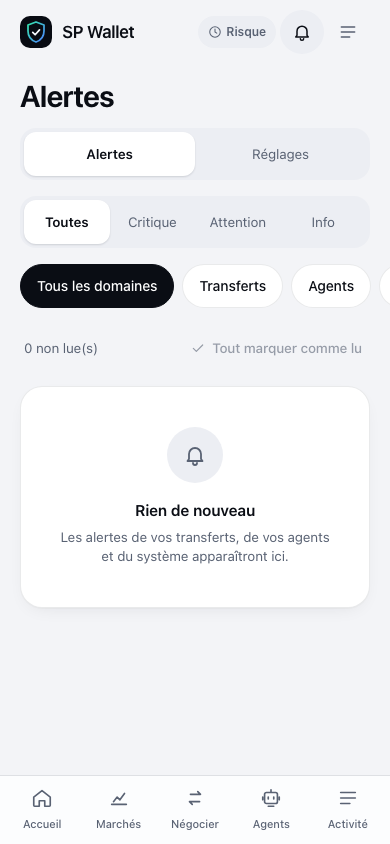 SP Wallet
Risque
Alertes
Alertes
Réglages
Toutes
Critique
Attention
Info
Tous les domaines
Transferts
Agents
0 non lue(s)
Tout marquer comme lu
Rien de nouveau
Les alertes de vos transferts, de vos agents
et du système apparaîtront ici.
Accueil
Marchés
Négocier
Agents
Activité